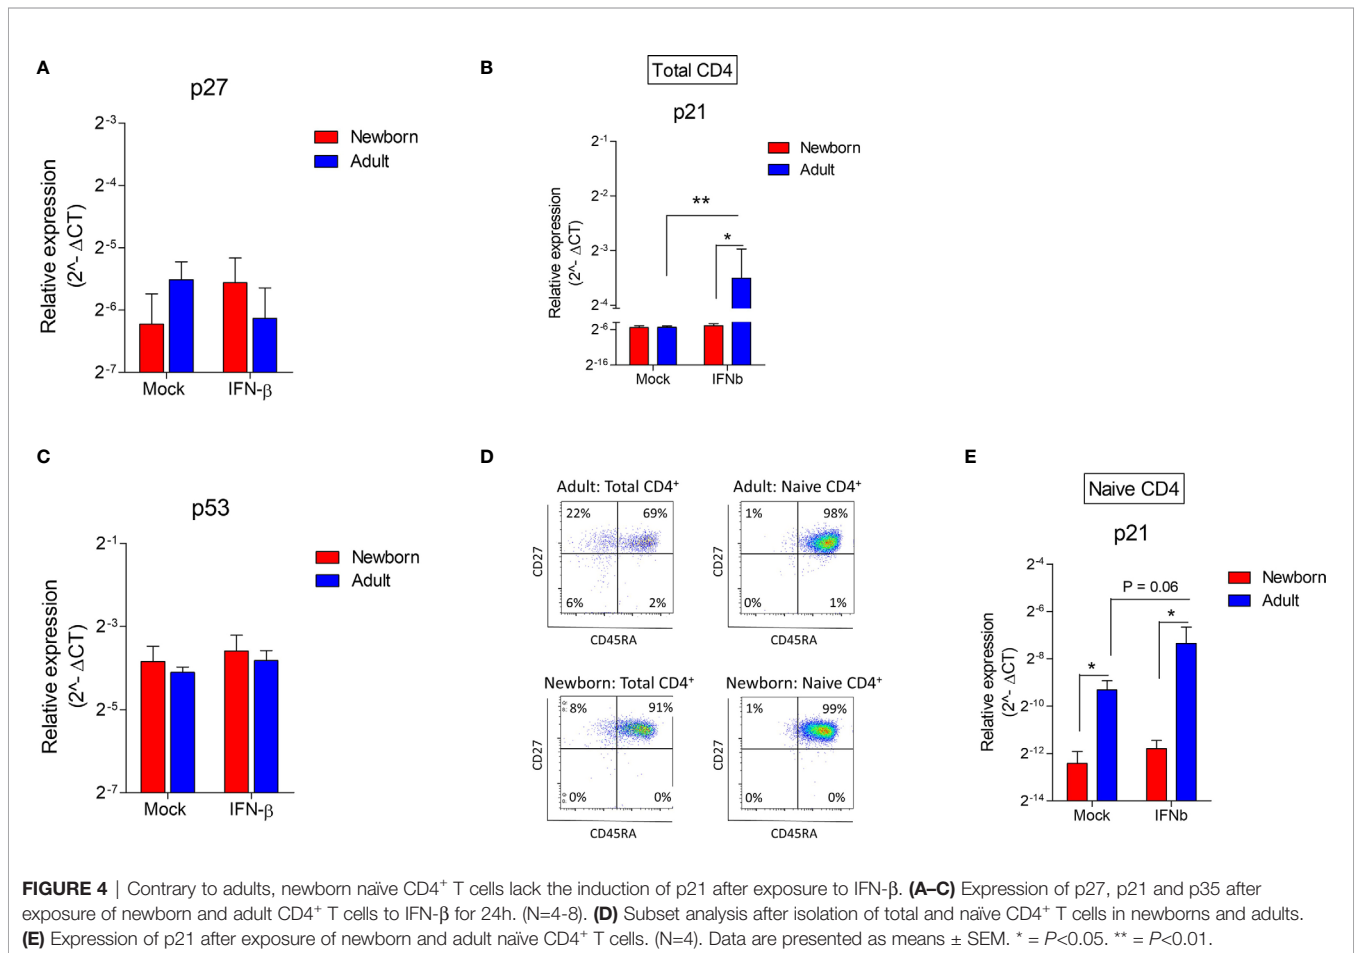 A
p27
2-3
2-4
2-5
2-6
2-7
Relative expression
(2^- ΔCT)
Newborn
Adult
Mock
IFN-β
B
Total CD4
p21
2-1
2-2
2-3
2-4
2-6
2-16
Relative expression
(2^- ΔCT)
Newborn
Adult
**
*
Mock
IFNb
C
p53
2-1
2-3
2-5
2-7
Relative expression
(2^- ΔCT)
Newborn
Adult
Mock
IFN-β
D
Adult: Total CD4+
22%
69%
6%
2%
CD27
CD45RA
Adult: Naive CD4+
1%
98%
0%
1%
CD27
CD45RA
Newborn: Total CD4+
8%
91%
0%
0%
CD27
CD45RA
Newborn: Naive CD4+
1%
99%
0%
0%
CD27
CD45RA
E
Naive CD4
p21
2-4
2-6
2-8
2-10
2-12
2-14
Relative expression
(2^- ΔCT)
Newborn
Adult
P = 0.06
*
*
Mock
IFNb
FIGURE 4 | Contrary to adults, newborn naïve CD4+ T cells lack the induction of p21 after exposure to IFN-β. (A–C) Expression of p27, p21 and p35 after
exposure of newborn and adult CD4+ T cells to IFN-β for 24h. (N=4-8). (D) Subset analysis after isolation of total and naïve CD4+ T cells in newborns and adults.
(E) Expression of p21 after exposure of newborn and adult naïve CD4+ T cells. (N=4). Data are presented as means ± SEM. * = P<0.05. ** = P<0.01.